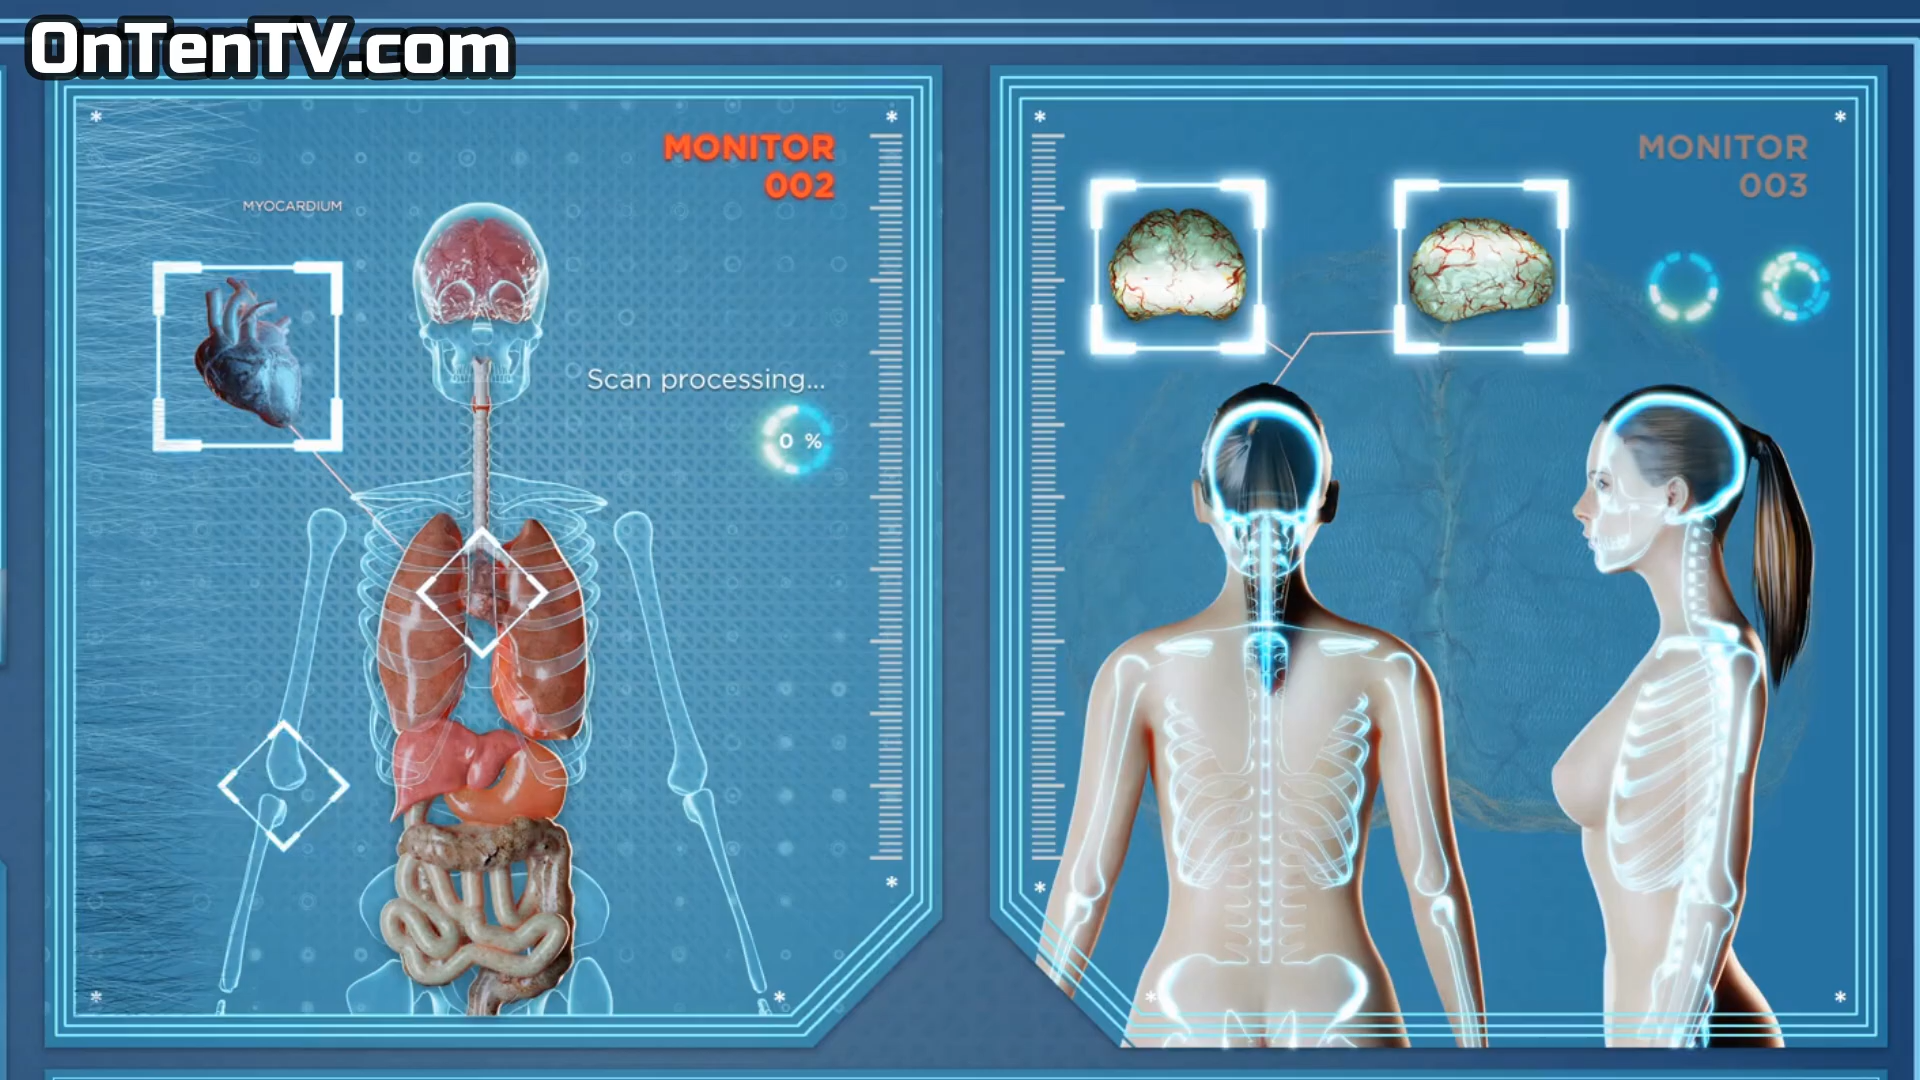 OnTenTV.com
MONITOR
002
MYOCARDIUM
Scan processing...
0 %
MONITOR
003